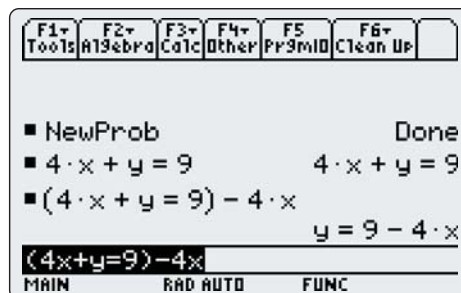 F1▾ F2▾ F3▾ F4▾ F5 F6▾
Tools Algebra Calc Other PrgmIO Clean Up
▪ NewProb Done
▪ 4·x + y = 9 4·x + y = 9
▪ (4·x + y = 9) − 4·x
y = 9 − 4·x
(4x+y=9)-4x
MAIN RAD AUTO FUNC